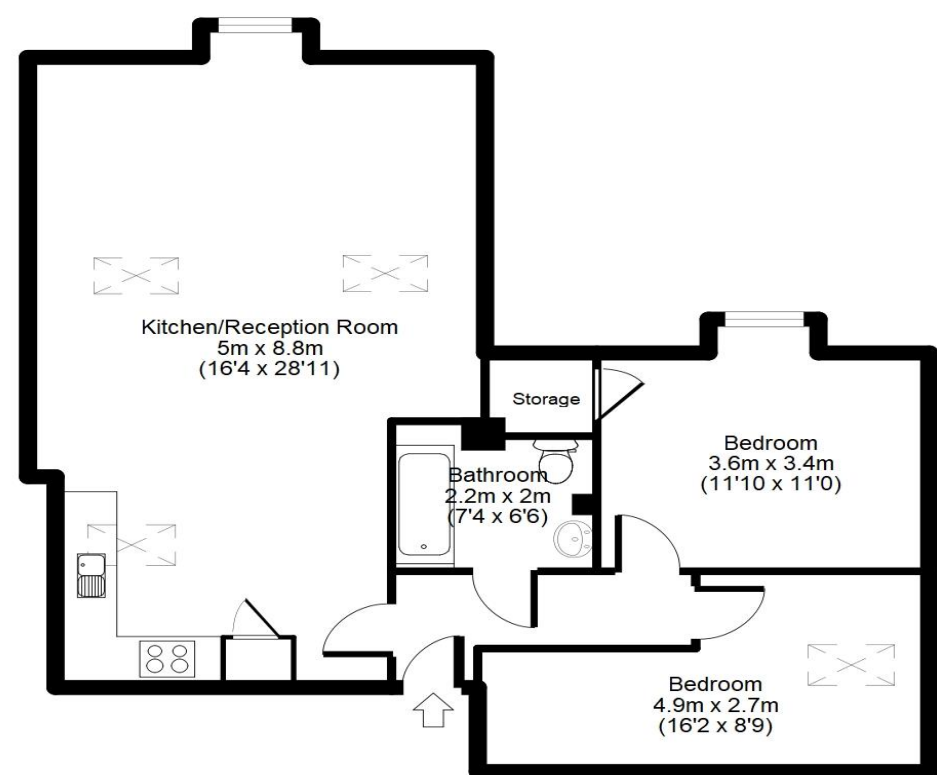 Kitchen/Reception Room
5m x 8.8m
(16'4 x 28'11)
Storage
Bedroom
3.6m x 3.4m
(11'10 x 11'0)
Bathroom
2.2m x 2m
(7'4 x 6'6)
Bedroom
4.9m x 2.7m
(16'2 x 8'9)